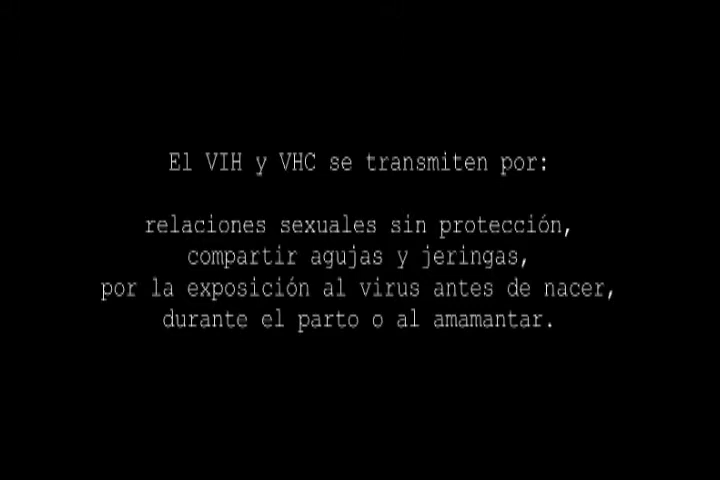 El VIH y VHC se transmiten por:
relaciones sexuales sin protección,
compartir agujas y jeringas,
por la exposición al virus antes de nacer,
durante el parto o al amamantar.